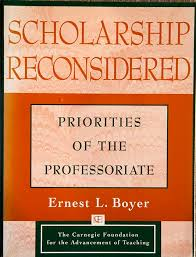 SCHOLARSHIP
RECONSIDERED
PRIORITIES
OF THE
PROFESSORIATE
Ernest L. Boyer
The Carnegie Foundation
for the Advancement of Teaching